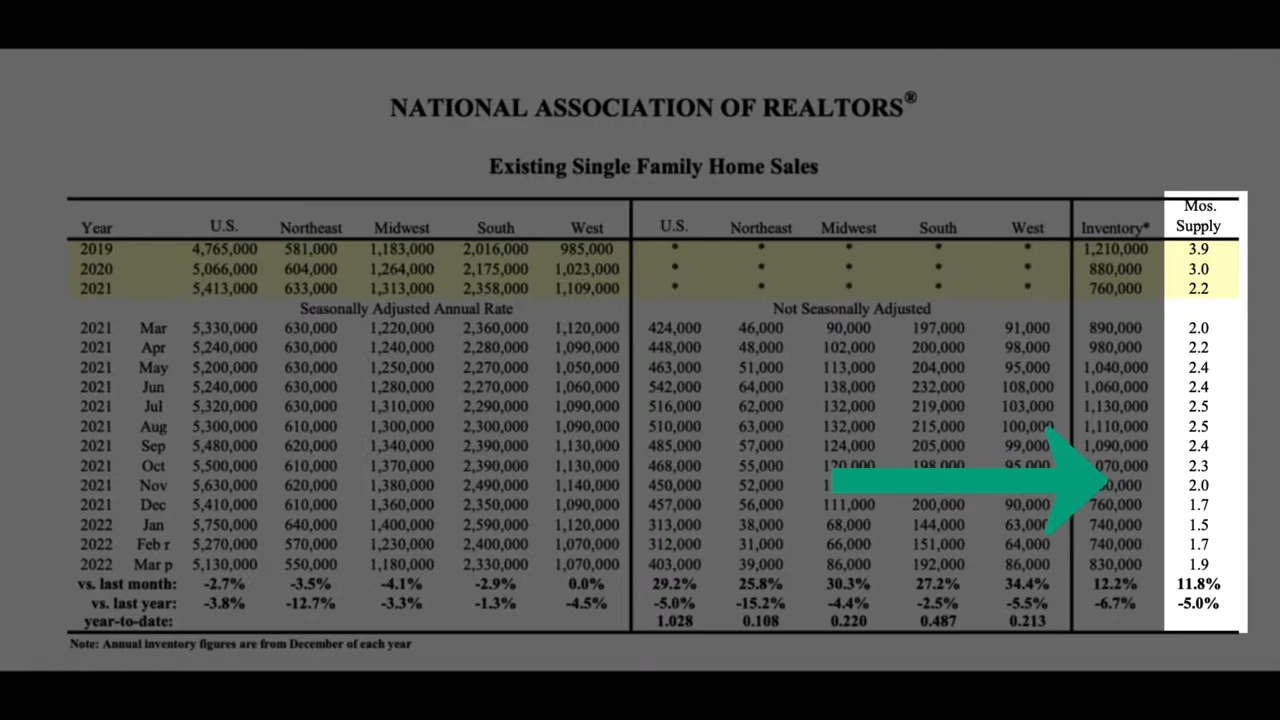 NATIONAL ASSOCIATION OF REALTORS®
Existing Single Family Home Sales
Mos.
Year U.S. Northeast Midwest South West U.S. Northeast Midwest South West Inventory* Supply
2019 4,765,000 581,000 1,183,000 2,016,000 985,000 * * * * * 1,210,000 3.9
2020 5,066,000 604,000 1,264,000 2,175,000 1,023,000 * * * * * 880,000 3.0
2021 5,413,000 633,000 1,313,000 2,358,000 1,109,000 * * * * * 760,000 2.2
Seasonally Adjusted Annual Rate Not Seasonally Adjusted
2021 Mar 5,330,000 630,000 1,220,000 2,360,000 1,120,000 424,000 46,000 90,000 197,000 91,000 890,000 2.0
2021 Apr 5,240,000 630,000 1,240,000 2,280,000 1,090,000 448,000 48,000 102,000 200,000 98,000 980,000 2.2
2021 May 5,200,000 630,000 1,250,000 2,270,000 1,050,000 463,000 51,000 113,000 204,000 95,000 1,040,000 2.4
2021 Jun 5,240,000 630,000 1,280,000 2,270,000 1,060,000 542,000 64,000 138,000 232,000 108,000 1,060,000 2.4
2021 Jul 5,320,000 630,000 1,310,000 2,290,000 1,090,000 516,000 62,000 132,000 219,000 103,000 1,130,000 2.5
2021 Aug 5,300,000 610,000 1,300,000 2,300,000 1,090,000 510,000 63,000 132,000 215,000 100,000 1,110,000 2.5
2021 Sep 5,480,000 620,000 1,340,000 2,390,000 1,130,000 485,000 57,000 124,000 205,000 99,000 1,090,000 2.4
2021 Oct 5,500,000 610,000 1,370,000 2,390,000 1,130,000 468,000 55,000 120,000 198,000 95,000 2.3
2021 Nov 5,630,000 620,000 1,380,000 2,490,000 1,140,000 450,000 52,000 2.0
2021 Dec 5,410,000 610,000 1,360,000 2,350,000 1,090,000 457,000 56,000 111,000 200,000 90,000 760,000 1.7
2022 Jan 5,750,000 640,000 1,400,000 2,590,000 1,120,000 313,000 38,000 68,000 144,000 63,000 740,000 1.5
2022 Feb r 5,270,000 570,000 1,230,000 2,400,000 1,070,000 312,000 31,000 66,000 151,000 64,000 740,000 1.7
2022 Mar p 5,130,000 550,000 1,180,000 2,330,000 1,070,000 403,000 39,000 86,000 192,000 86,000 830,000 1.9
vs. last month: -2.7% -3.5% -4.1% -2.9% 0.0% 29.2% 25.8% 30.3% 27.2% 34.4% 12.2% 11.8%
vs. last year: -3.8% -12.7% -3.3% -1.3% -4.5% -5.0% -15.2% -4.4% -2.5% -5.5% -6.7% -5.0%
year-to-date: 1.028 0.108 0.220 0.487 0.213
Note: Annual inventory figures are from December of each year